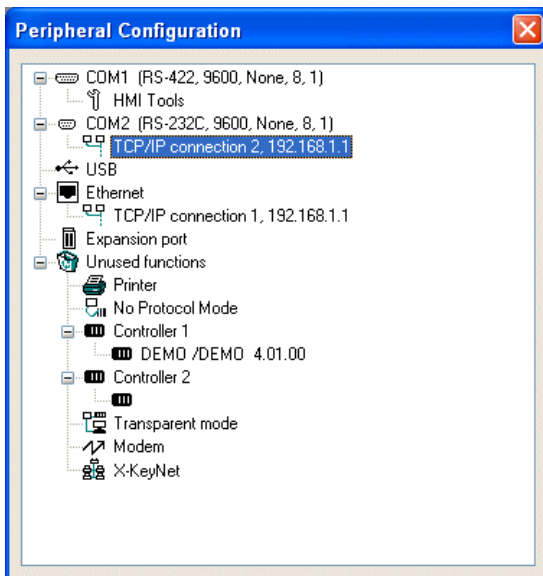 Peripheral Configuration
COM1 (RS-422, 9600, None, 8, 1)
HMI Tools
COM2 (RS-232C, 9600, None, 8, 1)
TCP/IP connection 2, 192.168.1.1
USB
Ethernet
TCP/IP connection 1, 192.168.1.1
Expansion port
Unused functions
Printer
No Protocol Mode
Controller 1
DEMO /DEMO 4.01.00
Controller 2
Transparent mode
Modem
X-KeyNet